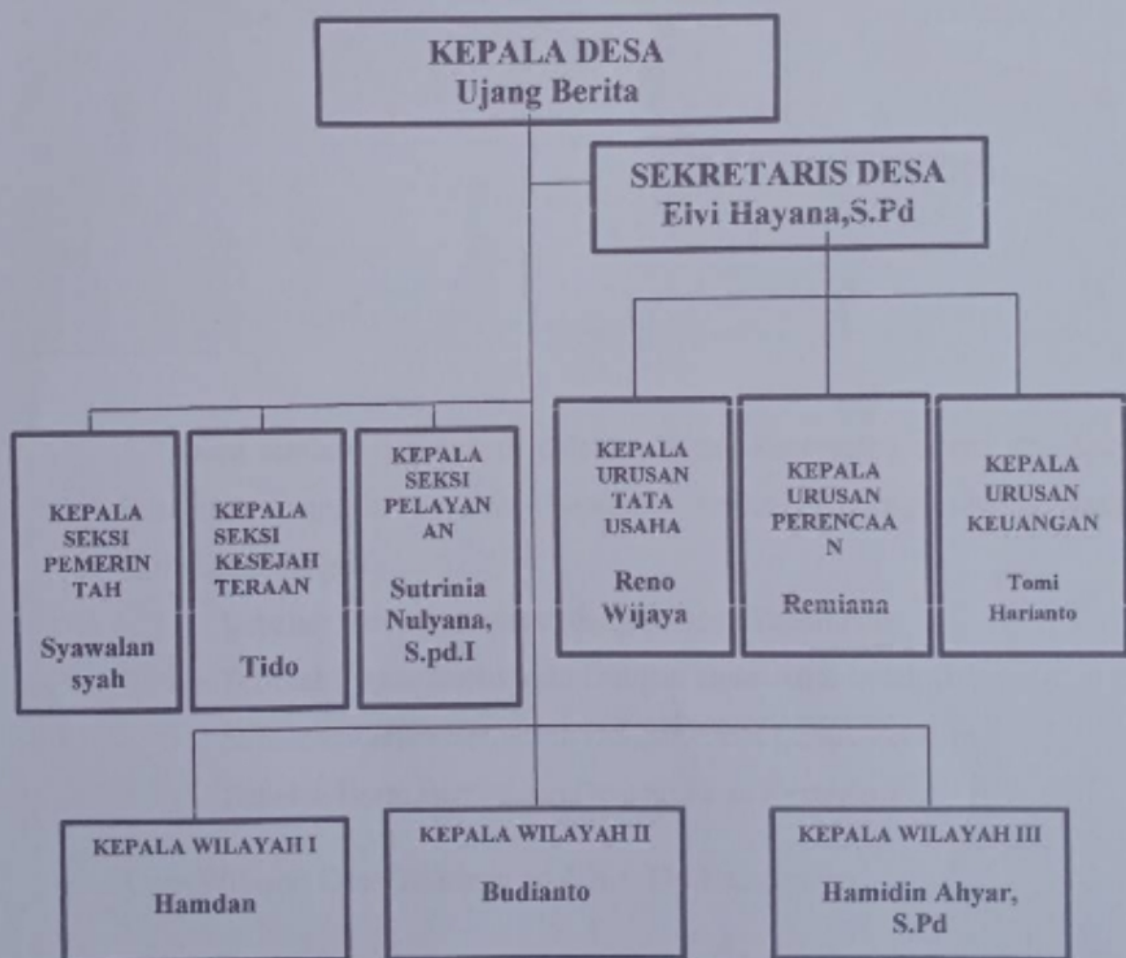 KEPALA DESA
Ujang Berita
SEKRETARIS DESA
Elvi Hayana,S.Pd
KEPALA
SEKSI
PEMERIN
TAH
Syawalan
syah
KEPALA
SEKSI
KESEJAH
TERAAN
Tido
KEPALA
SEKSI
PELAYAN
AN
Sutrinia
Nulyana,
S.pd.I
KEPALA
URUSAN
TATA
USAHA
Reno
Wijaya
KEPALA
URUSAN
PERENCAA
N
Remiana
KEPALA
URUSAN
KEUANGAN
Tomi
Harianto
KEPALA WILAYAH I
Hamdan
KEPALA WILAYAH II
Budianto
KEPALA WILAYAH III
Hamidin Ahyar,
S.Pd